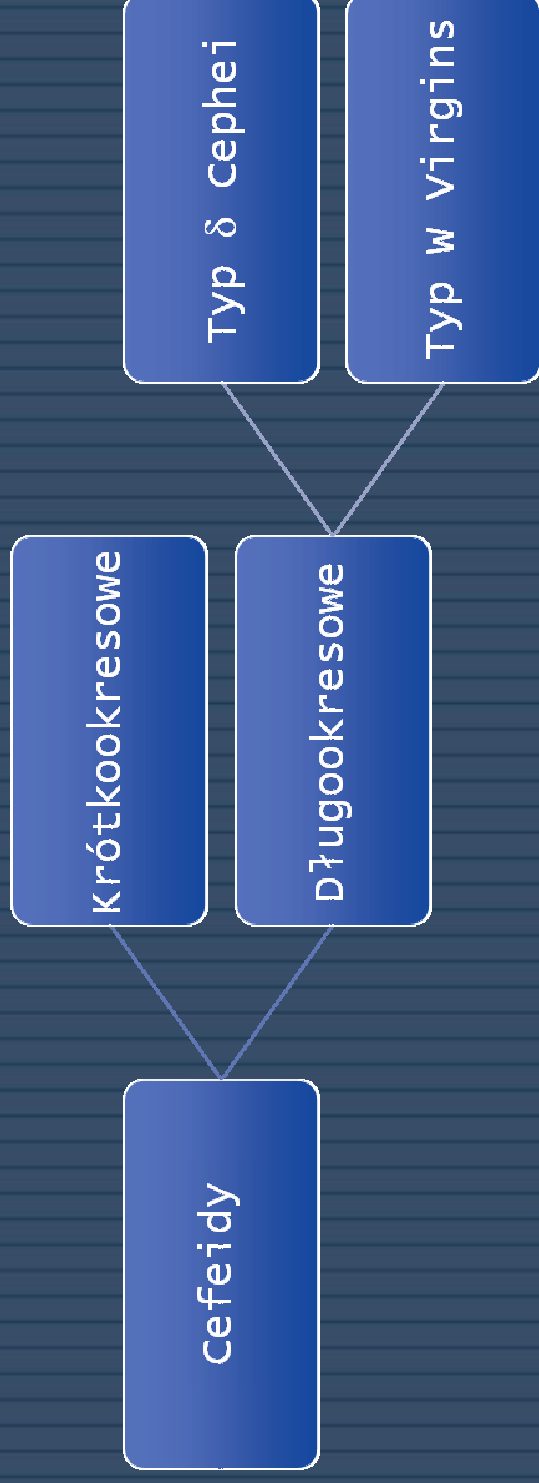 Cefeidy
Krótkookresowe
Długookresowe
Typ δ Cephei
Typ W Virgins